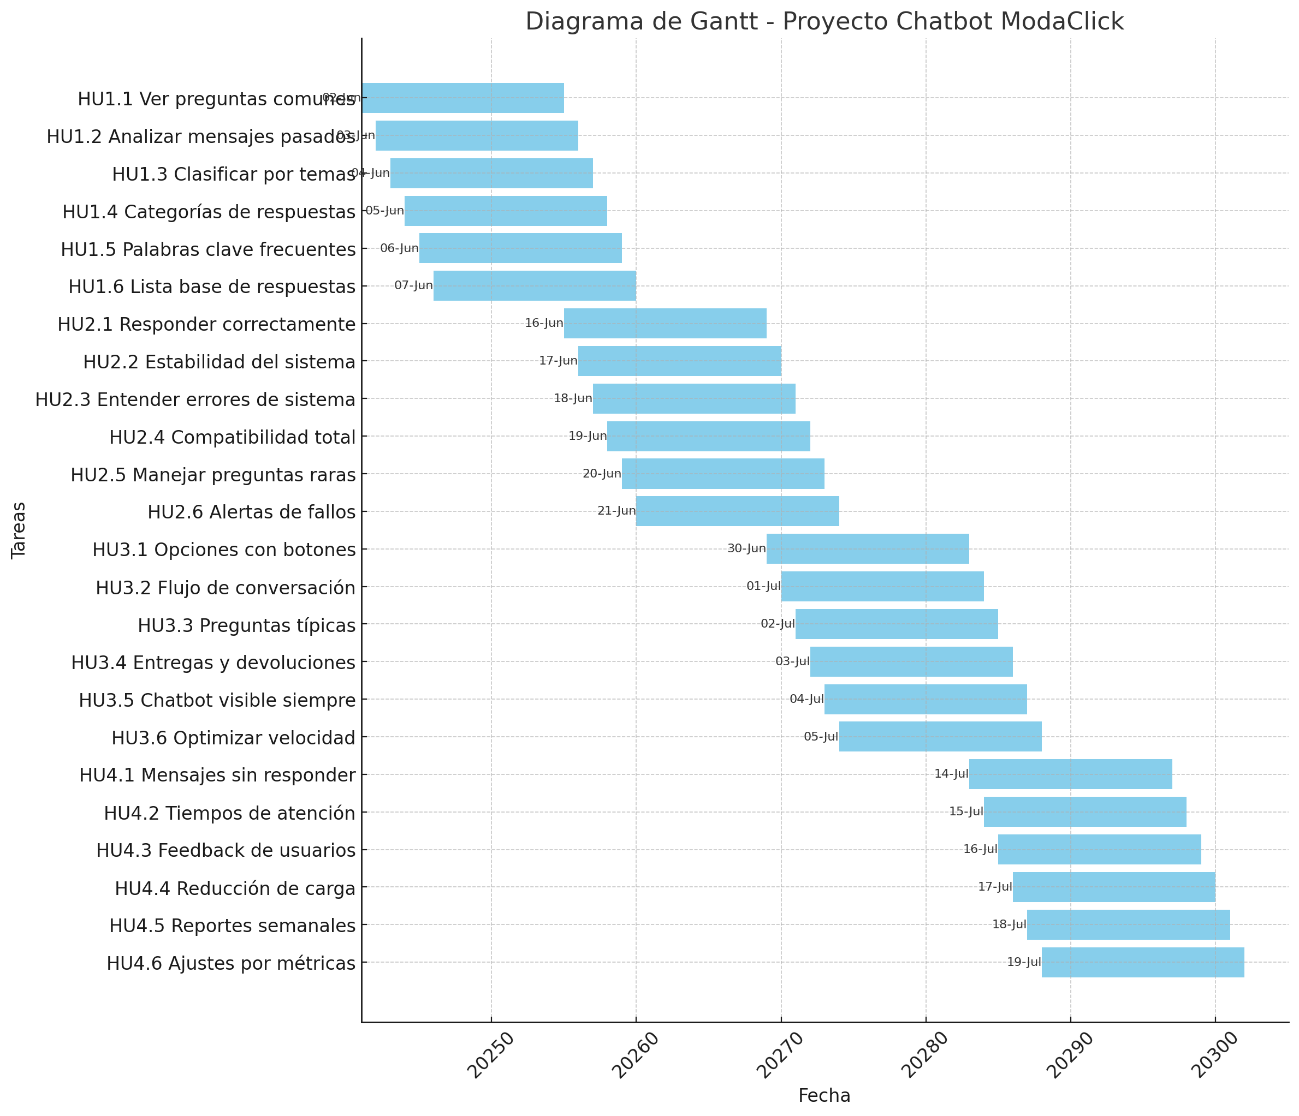 Diagrama de Gantt - Proyecto Chatbot ModaClick
HU1.1 Ver preguntas comunes 02-Jun
HU1.2 Analizar mensajes pasados 03-Jun
HU1.3 Clasificar por temas 04-Jun
HU1.4 Categorías de respuestas 05-Jun
HU1.5 Palabras clave frecuentes 06-Jun
HU1.6 Lista base de respuestas 07-Jun
HU2.1 Responder correctamente 16-Jun
HU2.2 Estabilidad del sistema 17-Jun
HU2.3 Entender errores de sistema 18-Jun
HU2.4 Compatibilidad total 19-Jun
HU2.5 Manejar preguntas raras 20-Jun
HU2.6 Alertas de fallos 21-Jun
HU3.1 Opciones con botones 30-Jun
HU3.2 Flujo de conversación 01-Jul
HU3.3 Preguntas típicas 02-Jul
HU3.4 Entregas y devoluciones 03-Jul
HU3.5 Chatbot visible siempre 04-Jul
HU3.6 Optimizar velocidad 05-Jul
HU4.1 Mensajes sin responder 14-Jul
HU4.2 Tiempos de atención 15-Jul
HU4.3 Feedback de usuarios 16-Jul
HU4.4 Reducción de carga 17-Jul
HU4.5 Reportes semanales 18-Jul
HU4.6 Ajustes por métricas 19-Jul
Tareas
20250 20260 20270 20280 20290 20300
Fecha